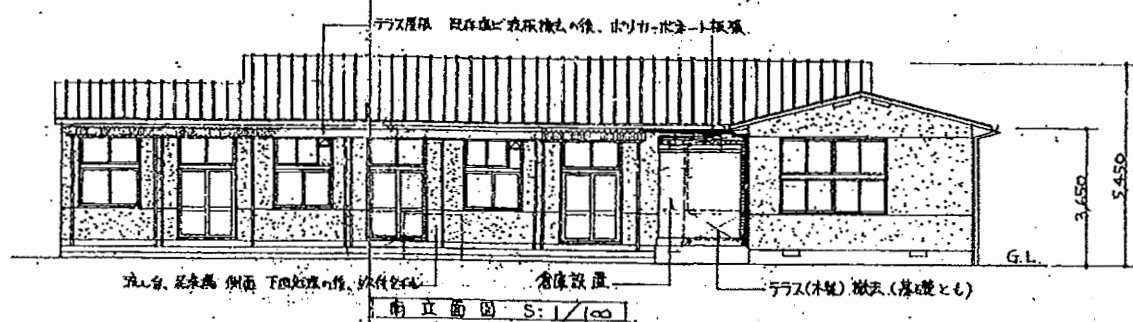 テラス屋根 既存塩ビ波板撤去の後、ポリカーボネート板張
3,650
5,450
G.L.
流し台、足洗場 側面 下地処理の後、吹付タイル
倉庫設置
テラス(木製)撤去(基礎とも)
南立面図 S:1/100